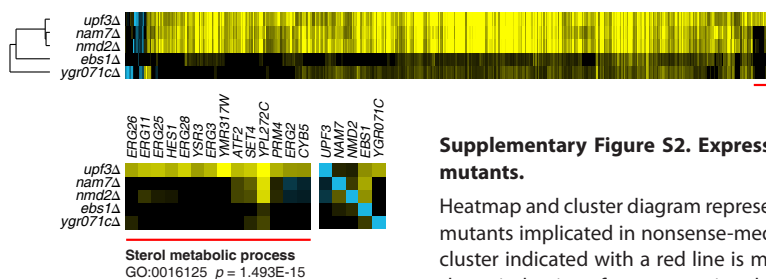 upf3Δ
nam7Δ
nmd2Δ
ebs1Δ
ygr071cΔ
ERG26
ERG11
ERG25
HES1
ERG28
YSR3
ERG3
YMR317W
ATF2
SET4
YPL272C
PRM4
ERG2
CYB5
UPF3
NAM7
NMD2
EBS1
YGR071C
upf3Δ
nam7Δ
nmd2Δ
ebs1Δ
ygr071cΔ
Sterol metabolic process
GO:0016125 p = 1.493E-15
Supplementary Figure S2. Express
mutants.
Heatmap and cluster diagram represe
mutants implicated in nonsense-med
cluster indicated with a red line is m